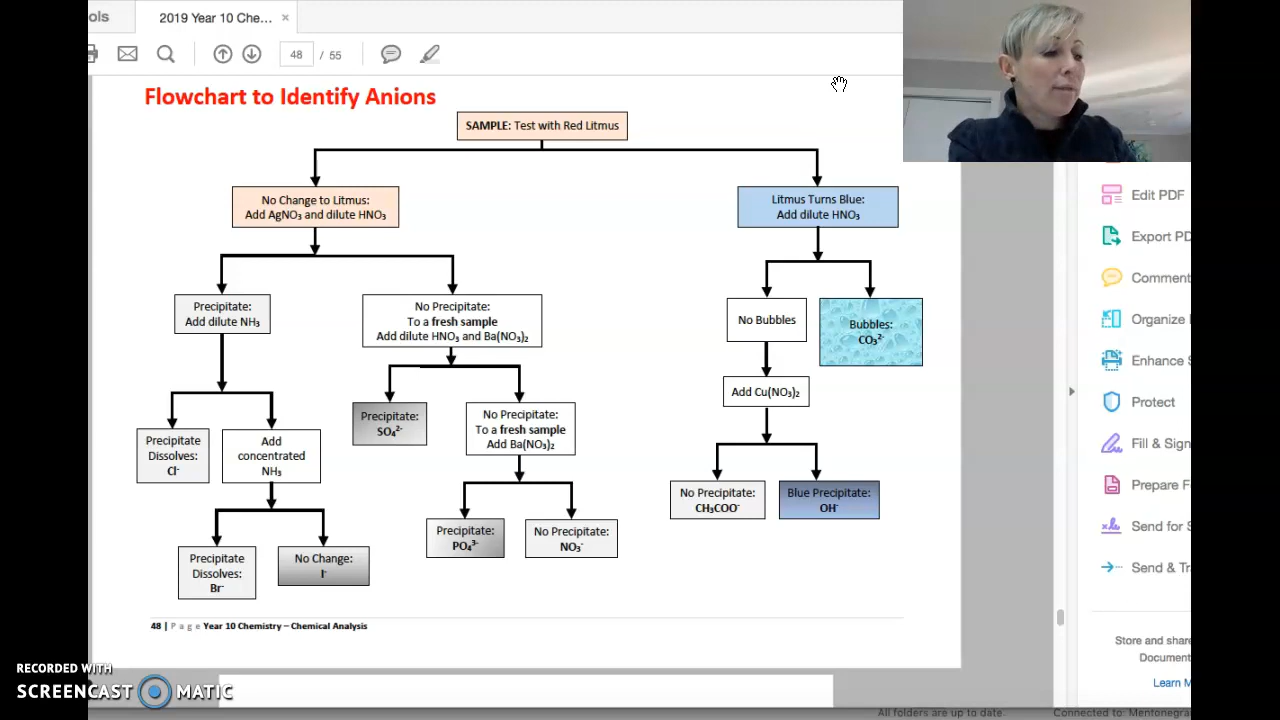 ols
2019 Year 10 Che... ×
48 / 55
Flowchart to Identify Anions
SAMPLE: Test with Red Litmus
No Change to Litmus:
Add AgNO₃ and dilute HNO₃
Litmus Turns Blue:
Add dilute HNO₃
Precipitate:
Add dilute NH₃
No Precipitate:
To a fresh sample
Add dilute HNO₃ and Ba(NO₃)₂
No Bubbles
Bubbles:
CO₃²⁻
Add Cu(NO₃)₂
Precipitate:
SO₄²⁻
No Precipitate:
To a fresh sample
Add Ba(NO₃)₂
Precipitate
Dissolves:
Cl⁻
Add
concentrated
NH₃
No Precipitate:
CH₃COO⁻
Blue Precipitate:
OH⁻
Precipitate:
PO₄³⁻
No Precipitate:
NO₃⁻
Precipitate
Dissolves:
Br⁻
No Change:
I⁻
48 | Page Year 10 Chemistry – Chemical Analysis
Edit PDF
Export PD
Comment
Organize
Enhance S
Protect
Fill & Sign
Prepare F
Send for S
Send & Tra
Store and share
Document
Learn M
RECORDED WITH
SCREENCAST MATIC
All folders are up to date. Connected to: Mentonegra